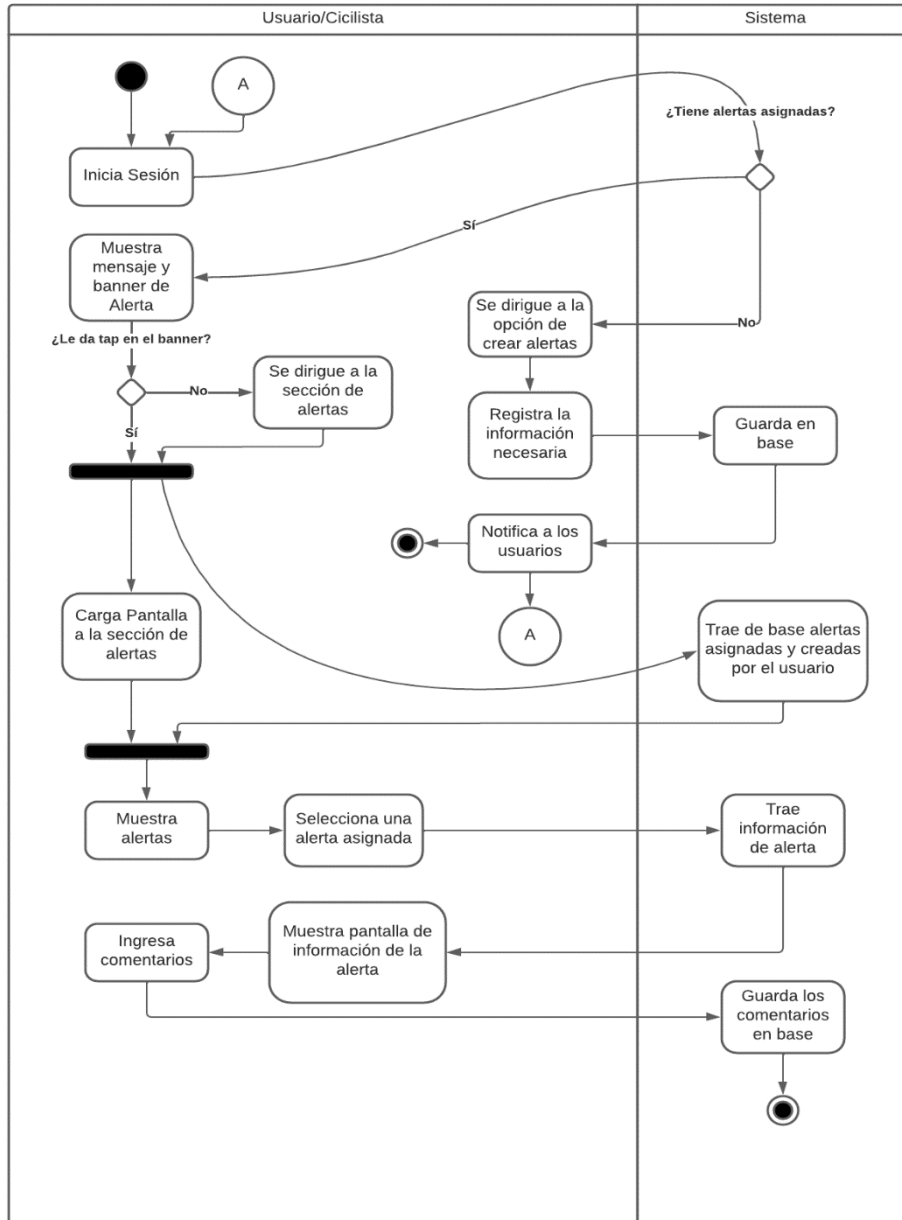 Usuario/Cicilista
Sistema
A
¿Tiene alertas asignadas?
Inicia Sesión
Sí
Muestra
mensaje y
banner de
Alerta
Se dirigue a la
opción de
crear alertas
No
¿Le da tap en el banner?
Se dirigue a la
sección de
alertas
No
Sí
Registra la
información
necesaria
Guarda en
base
Notifica a los
usuarios
A
Carga Pantalla
a la sección de
alertas
Trae de base alertas
asignadas y creadas
por el usuario
Muestra
alertas
Selecciona una
alerta asignada
Trae
información
de alerta
Ingresa
comentarios
Muestra pantalla de
información de la
alerta
Guarda los
comentarios
en base